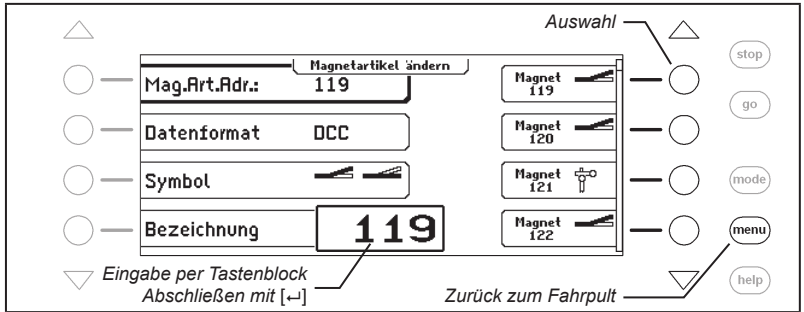 Auswahl
stop
Magnetartikel ändern
Mag.Art.Adr.: 119
Magnet 119
go
Datenformat DCC
Magnet 120
Symbol
Magnet 121
mode
Bezeichnung 119
Magnet 122
menu
Eingabe per Tastenblock
Abschließen mit [↵]
Zurück zum Fahrpult
help